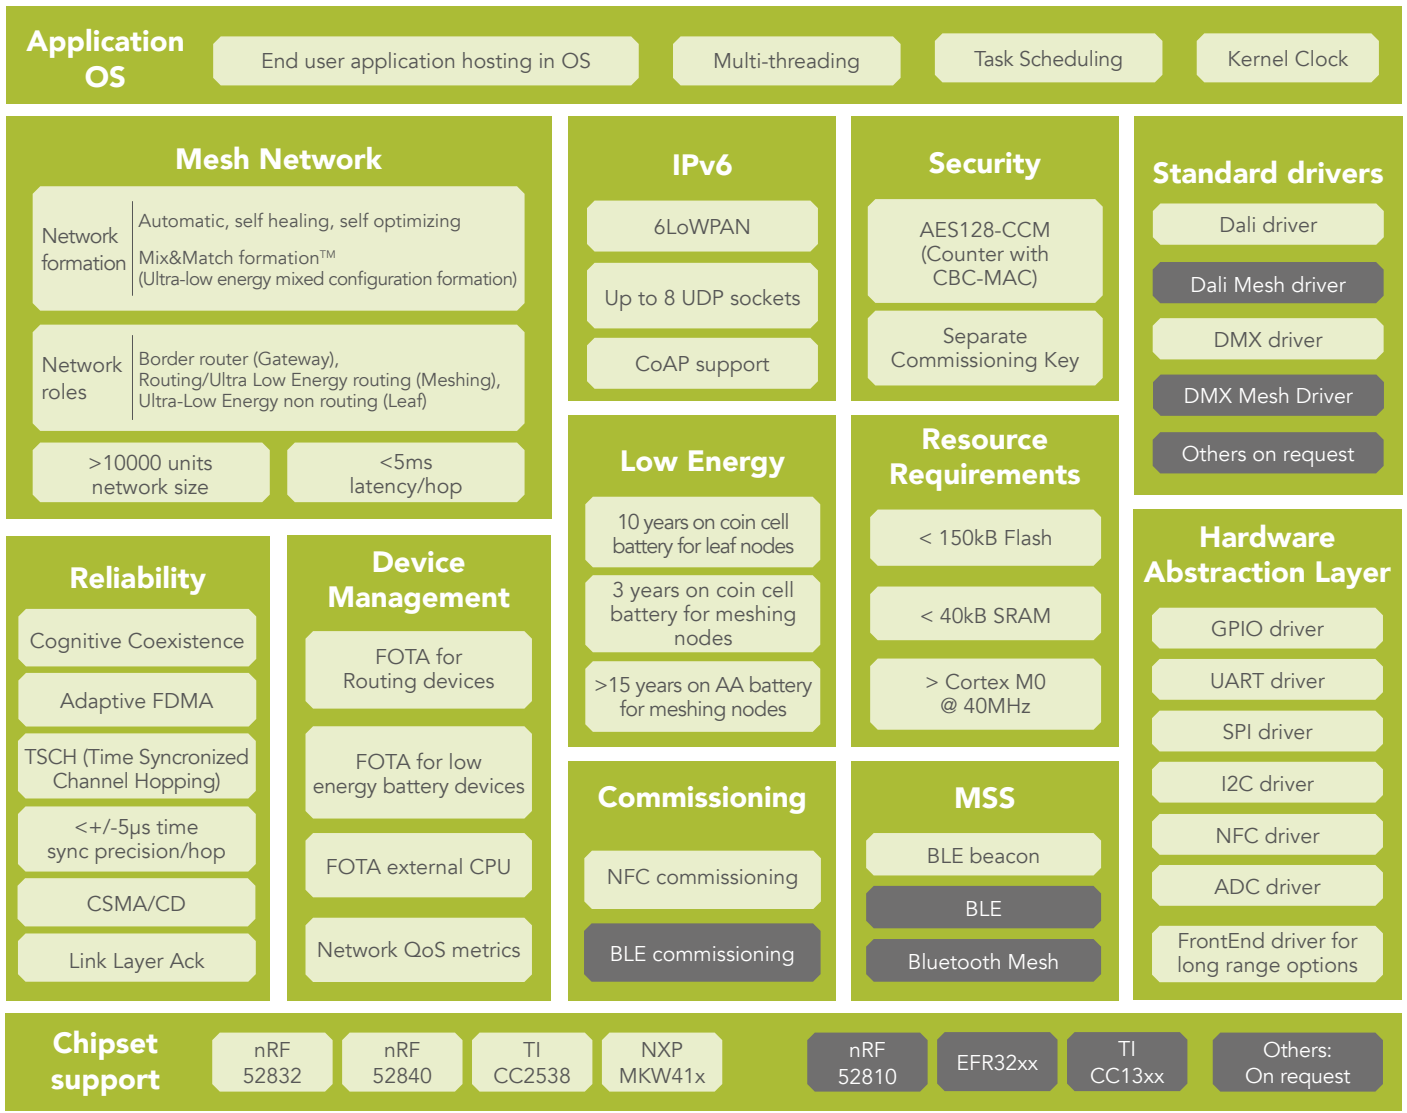 Application
OS
End user application hosting in OS
Multi-threading
Task Scheduling
Kernel Clock
Mesh Network
Network
formation
Automatic, self healing, self optimizing
Mix&Match formation™
(Ultra-low energy mixed configuration formation)
Network
roles
Border router (Gateway),
Routing/Ultra Low Energy routing (Meshing),
Ultra-Low Energy non routing (Leaf)
>10000 units
network size
<5ms
latency/hop
IPv6
6LoWPAN
Up to 8 UDP sockets
CoAP support
Security
AES128-CCM
(Counter with
CBC-MAC)
Separate
Commissioning Key
Standard drivers
Dali driver
Dali Mesh driver
DMX driver
DMX Mesh Driver
Others on request
Low Energy
10 years on coin cell
battery for leaf nodes
3 years on coin cell
battery for meshing
nodes
>15 years on AA battery
for meshing nodes
Resource
Requirements
< 150kB Flash
< 40kB SRAM
> Cortex M0
@ 40MHz
Hardware
Abstraction Layer
GPIO driver
UART driver
SPI driver
I2C driver
NFC driver
ADC driver
FrontEnd driver for
long range options
Reliability
Cognitive Coexistence
Adaptive FDMA
TSCH (Time Syncronized
Channel Hopping)
<+/-5µs time
sync precision/hop
CSMA/CD
Link Layer Ack
Device
Management
FOTA for
Routing devices
FOTA for low
energy battery devices
FOTA external CPU
Network QoS metrics
Commissioning
NFC commissioning
BLE commissioning
MSS
BLE beacon
BLE
Bluetooth Mesh
Chipset
support
nRF
52832
nRF
52840
TI
CC2538
NXP
MKW41x
nRF
52810
EFR32xx
TI
CC13xx
Others:
On request